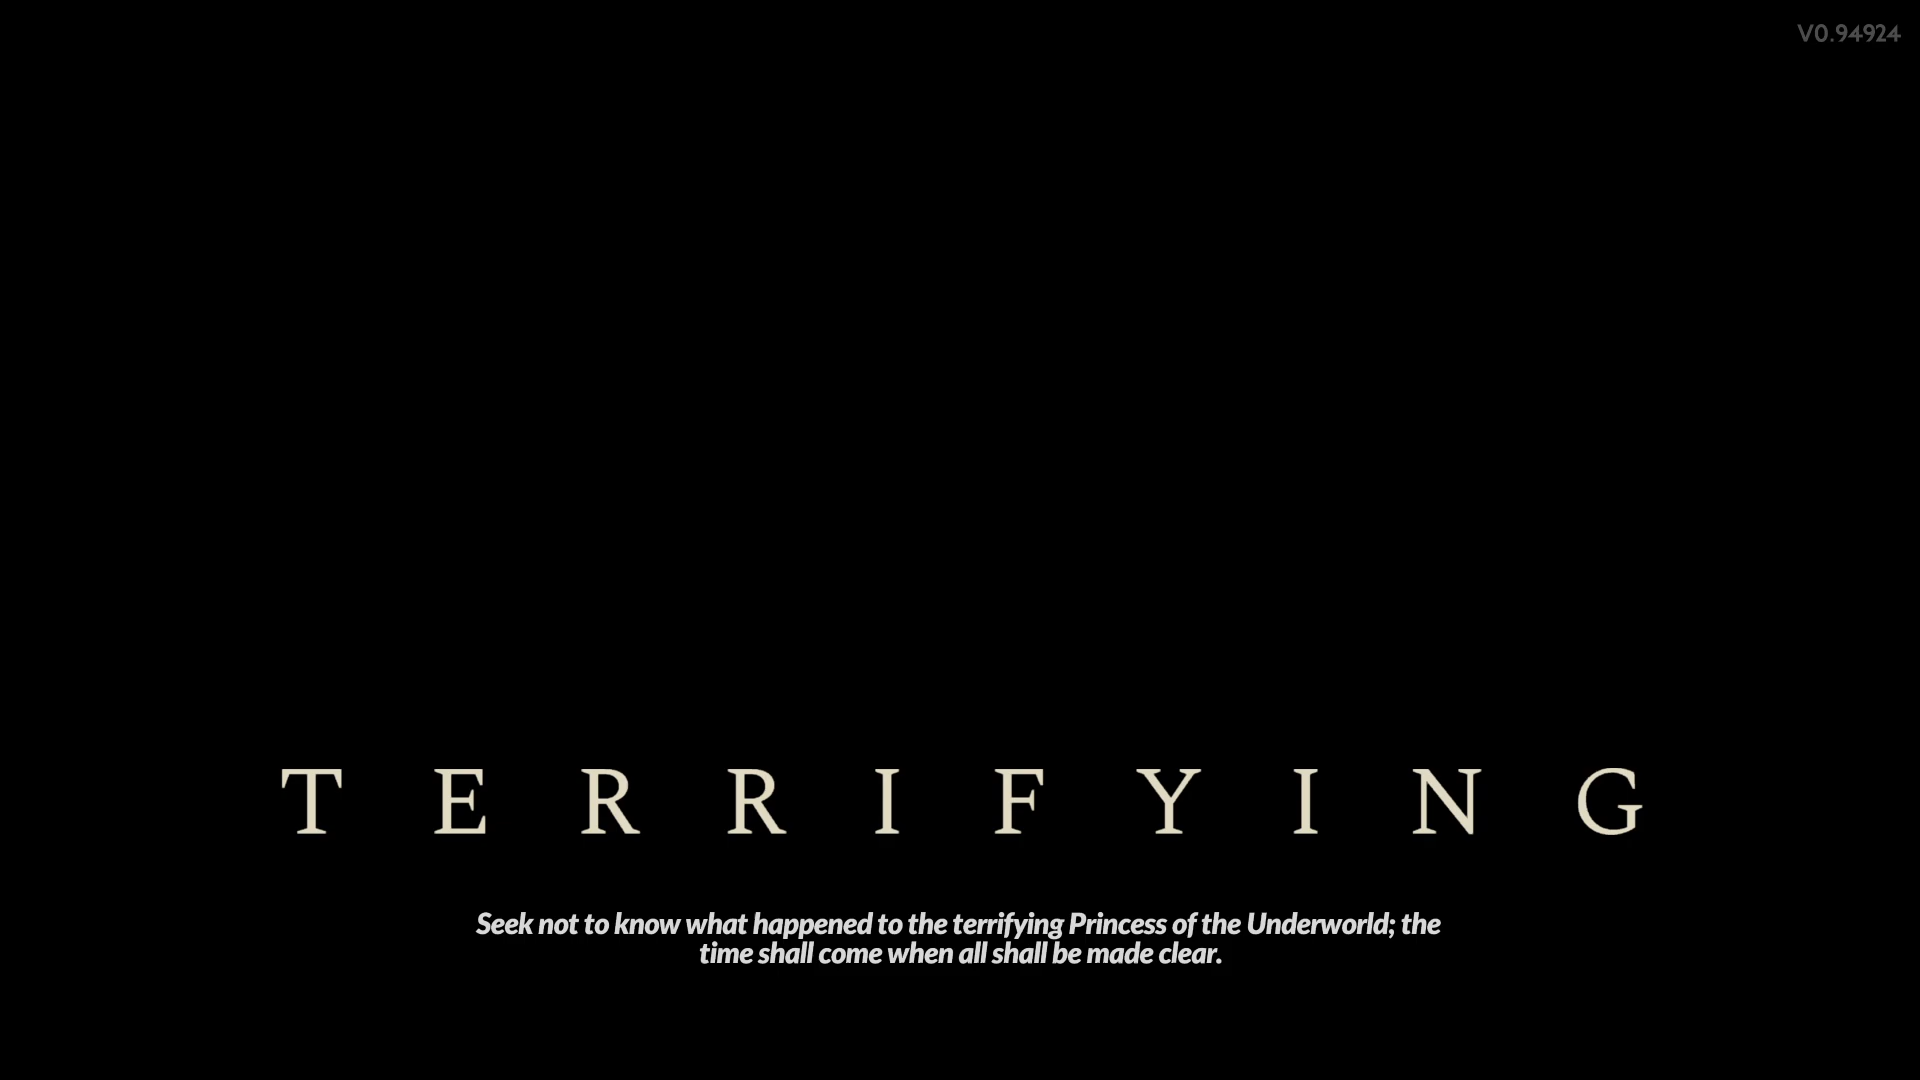 V0.94924
TERRIFYING
Seek not to know what happened to the terrifying Princess of the Underworld; the
time shall come when all shall be made clear.